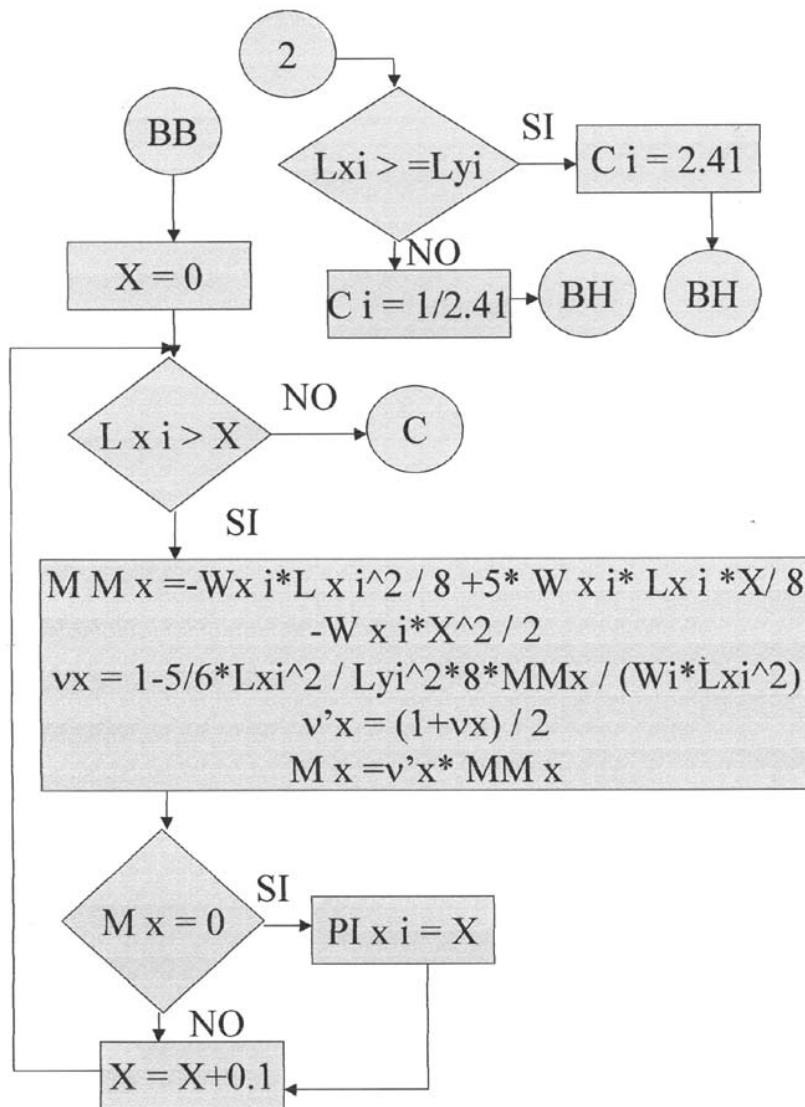 2
BB
Lxi > =Lyi
SI
C i = 2.41
X = 0
NO
C i = 1/2.41
BH
BH
L x i > X
NO
C
SI
M M x =-Wx i*L x i^2 / 8 +5* W x i* Lx i *X/ 8
-W x i*X^2 / 2
νx = 1-5/6*Lxi^2 / Lyi^2*8*MMx / (Wi*Lxi^2)
ν’x = (1+νx) / 2
M x =ν’x* MM x
M x = 0
SI
PI x i = X
NO
X = X+0.1